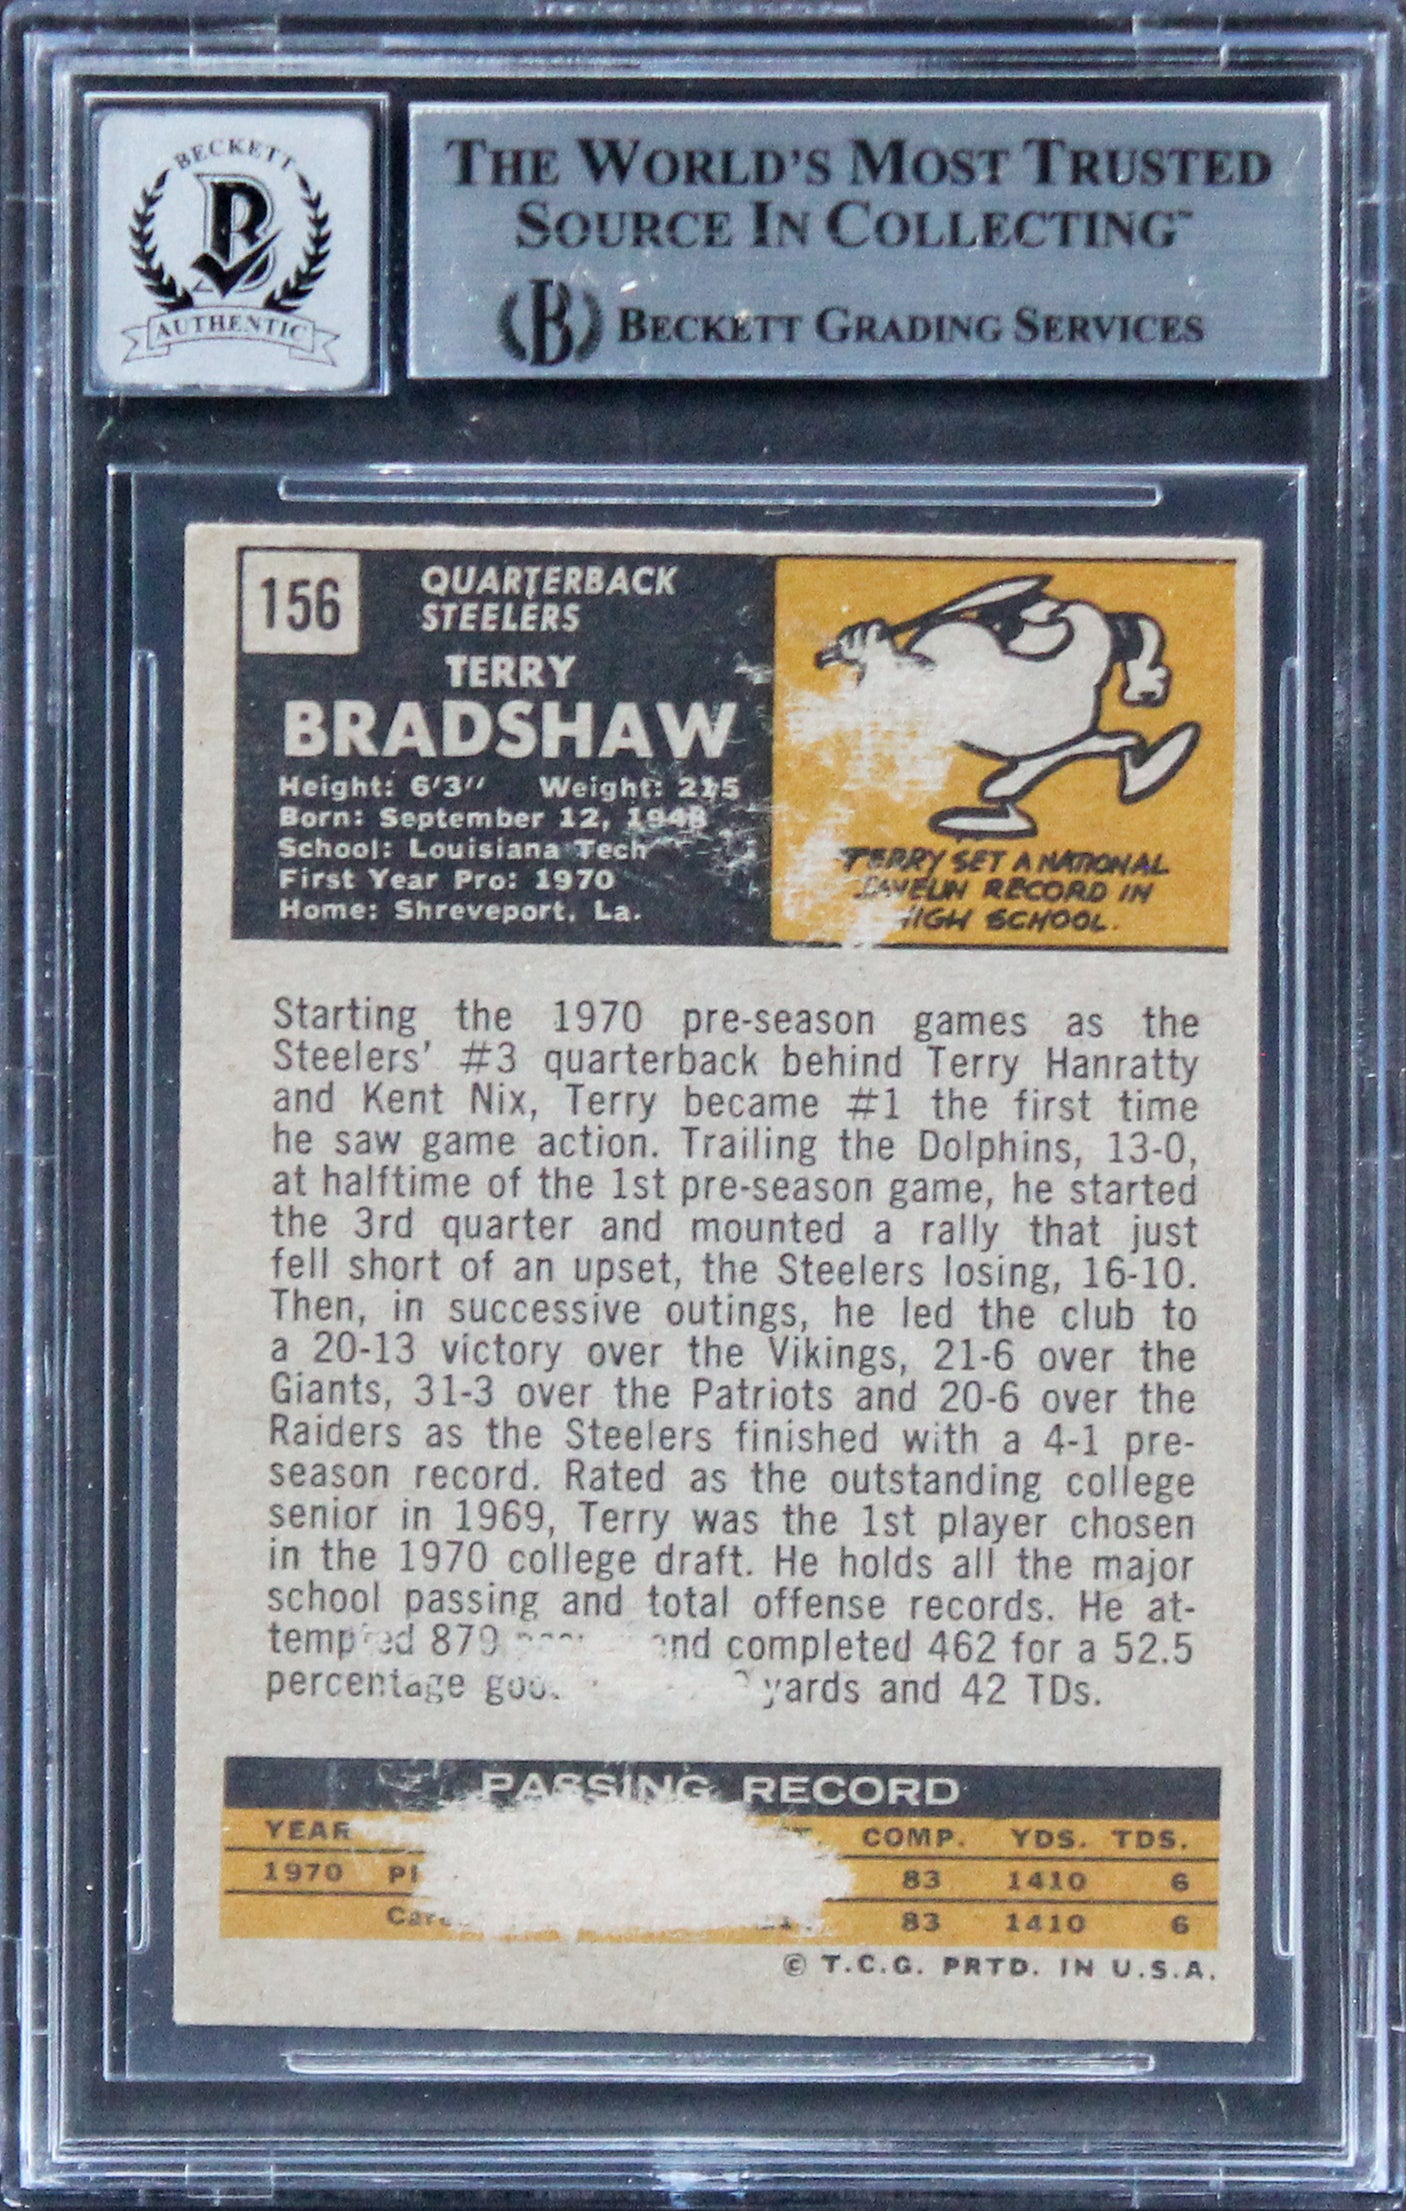 BECKETT
AUTHENTIC
THE WORLD'S MOST TRUSTED
SOURCE IN COLLECTING™
B BECKETT GRADING SERVICES
156
QUARTERBACK
STEELERS
TERRY
BRADSHAW
Height: 6'3" Weight: 215
Born: September 12, 1948
School: Louisiana Tech
First Year Pro: 1970
Home: Shreveport, La.
TERRY SET A NATIONAL
JAVELIN RECORD IN
HIGH SCHOOL.
Starting the 1970 pre-season games as the
Steelers' #3 quarterback behind Terry Hanratty
and Kent Nix, Terry became #1 the first time
he saw game action. Trailing the Dolphins, 13-0,
at halftime of the 1st pre-season game, he started
the 3rd quarter and mounted a rally that just
fell short of an upset, the Steelers losing, 16-10.
Then, in successive outings, he led the club to
a 20-13 victory over the Vikings, 21-6 over the
Giants, 31-3 over the Patriots and 20-6 over the
Raiders as the Steelers finished with a 4-1 pre-
season record. Rated as the outstanding college
senior in 1969, Terry was the 1st player chosen
in the 1970 college draft. He holds all the major
school passing and total offense records. He at-
tempted 879 and completed 462 for a 52.5
percentage yards and 42 TDs.
PASSING RECORD
YEAR COMP. YDS. TDS.
1970 83 1410 6
83 1410 6
© T.C.G. PRTD. IN U.S.A.